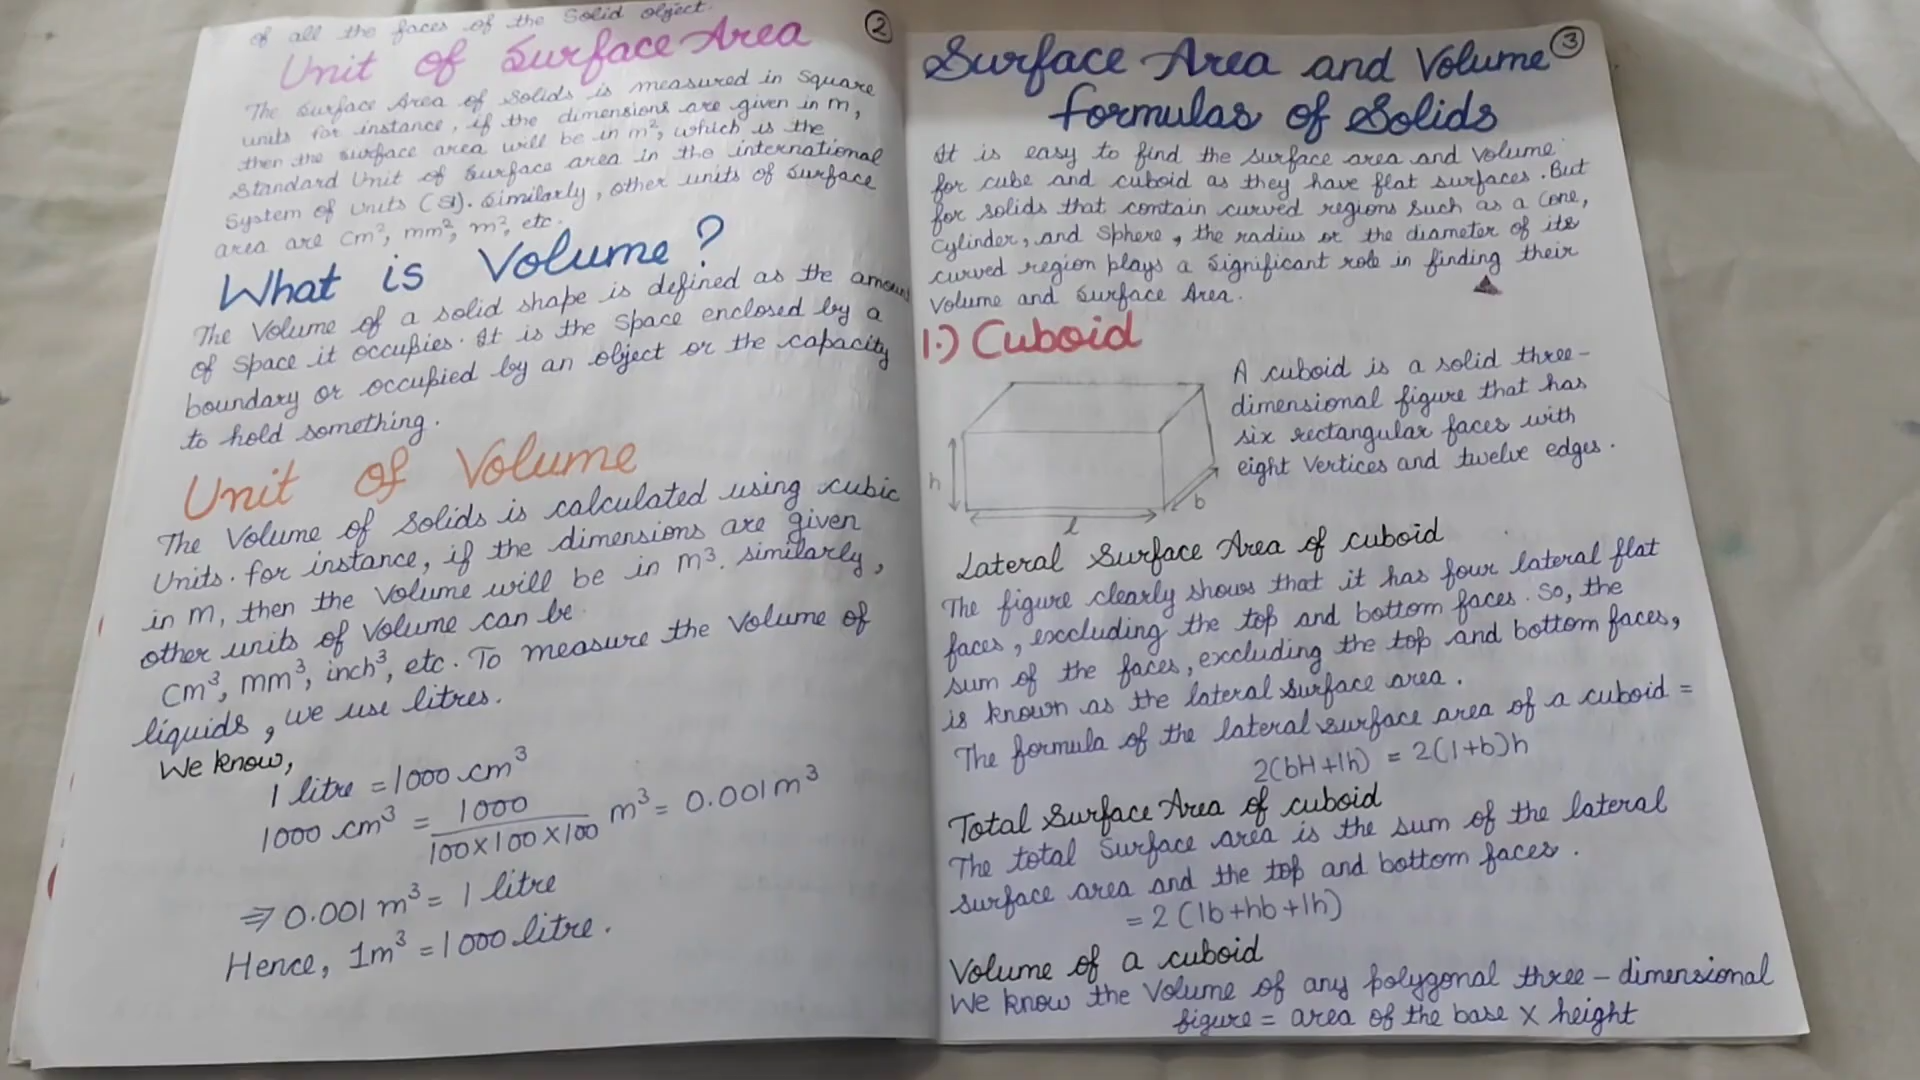 of all the faces of the Solid object.
2
Unit of Surface Area
The Surface Area of Solids is measured in Square
units for instance, if the dimensions are given in m,
then the surface area will be in m², which is the
Standard Unit of Surface area in the international
System of Units (SI). Similarly, other units of Surface
area are cm², mm², m², etc.
What is Volume?
The Volume of a solid shape is defined as the amount
of Space it occupies. It is the Space enclosed by a
boundary or occupied by an object or the capacity
to hold something.
Unit of Volume
The Volume of Solids is calculated using cubic
Units. for instance, if the dimensions are given
in m, then the Volume will be in m³. similarly,
other units of Volume can be
cm³, mm³, inch³, etc. To measure the Volume of
liquids, we use litres.
We know,
1 litre = 1000 cm³
1000 cm³ = 1000/100×100×100 m³ = 0.001 m³
⇒ 0.001 m³ = 1 litre
Hence, 1m³ = 1000 litre.
3
Surface Area and Volume
formulas of Solids
It is easy to find the surface area and Volume
for cube and cuboid as they have flat surfaces. But
for solids that contain curved regions such as a Cone,
Cylinder, and Sphere, the radius or the diameter of its
curved region plays a significant role in finding their
Volume and Surface Area.
1.) Cuboid
A cuboid is a solid three-
dimensional figure that has
six rectangular faces with
eight Vertices and twelve edges.
h
l
b
Lateral Surface Area of cuboid
The figure clearly shows that it has four lateral flat
faces, exccluding the top and bottom faces. So, the
sum of the faces, excluding the top and bottom faces,
is known as the lateral surface area.
The formula of the lateral surface area of a cuboid =
2(bH+lh) = 2(l+b)h
Total Surface Area of cuboid
The total Surface area is the sum of the lateral
surface area and the top and bottom faces.
= 2(lb+hb+lh)
Volume of a cuboid
We know the Volume of any polygonal three-dimensional
figure = area of the base × height